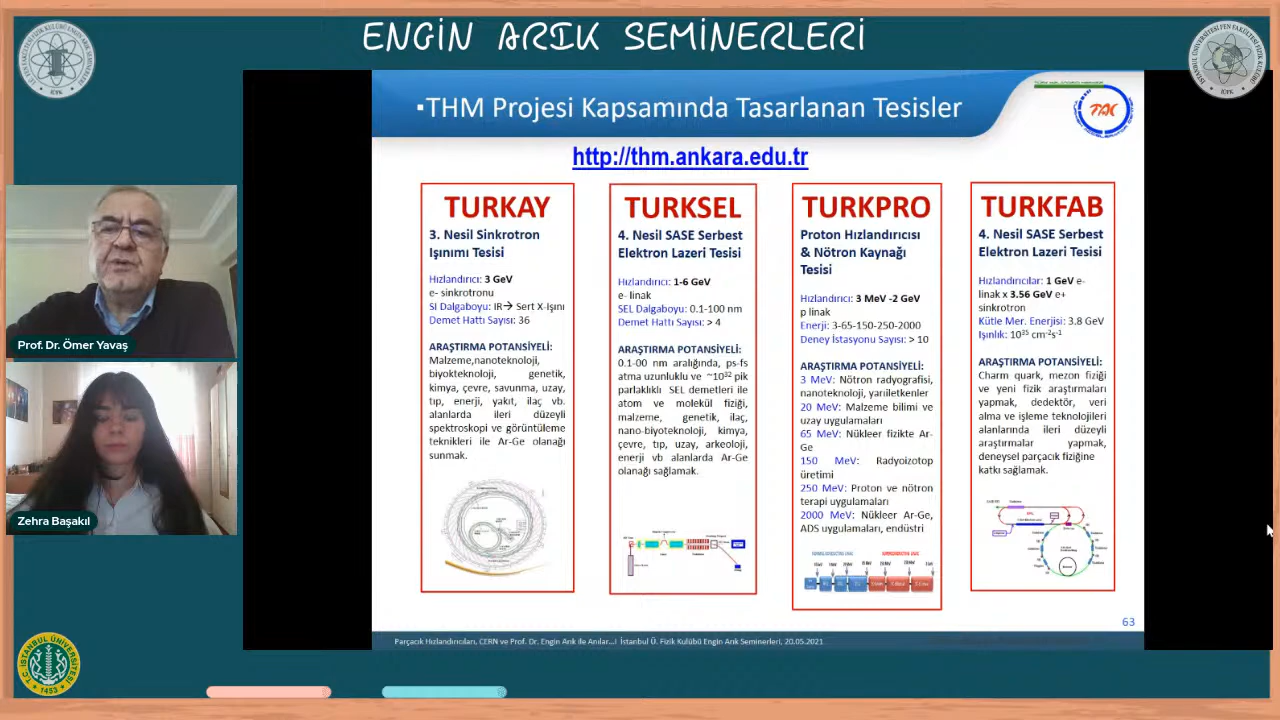 ENGİN ARIK SEMİNERLERİ
▪THM Projesi Kapsamında Tasarlanan Tesisler
TAC
http://thm.ankara.edu.tr
TURKAY
3. Nesil Sinkrotron
Işınımı Tesisi
Hızlandırıcı: 3 GeV
e- sinkrotronu
SI Dalgaboyu: IR→ Sert X-Işını
Demet Hattı Sayısı: 36
ARAŞTIRMA POTANSİYELİ:
Malzeme,nanoteknoloji,
biyokteknoloji, genetik,
kimya, çevre, savunma, uzay,
tıp, enerji, yakıt, ilaç vb.
alanlarda ileri düzeyli
spektroskopi ve görüntüleme
teknikleri ile Ar-Ge olanağı
sunmak.
TURKSEL
4. Nesil SASE Serbest
Elektron Lazeri Tesisi
Hızlandırıcı: 1-6 GeV
e- linak
SEL Dalgaboyu: 0.1-100 nm
Demet Hattı Sayısı: > 4
ARAŞTIRMA POTANSİYELİ:
0.1-00 nm aralığında, ps-fs
atma uzunluklu ve ~10³² pik
parlaklıklı SEL demetleri ile
atom ve molekül fiziği,
malzeme, genetik, ilaç,
nano-biyoteknoloji, kimya,
çevre, tıp, uzay, arkeoloji,
enerji vb alanlarda Ar-Ge
olanağı sağlamak.
TURKPRO
Proton Hızlandırıcısı
& Nötron Kaynağı
Tesisi
Hızlandırıcı: 3 MeV -2 GeV
p linak
Enerji: 3-65-150-250-2000
Deney İstasyonu Sayısı: > 10
ARAŞTIRMA POTANSİYELİ:
3 MeV: Nötron radyografisi,
nanoteknoloji, yarıiletkenler
20 MeV: Malzeme bilimi ve
uzay uygulamaları
65 MeV: Nükleer fizikte Ar-
Ge
150 MeV: Radyoizotop
üretimi
250 MeV: Proton ve nötron
terapi uygulamaları
2000 MeV: Nükleer Ar-Ge,
ADS uygulamaları, endüstri
TURKFAB
4. Nesil SASE Serbest
Elektron Lazeri Tesisi
Hızlandırıcılar: 1 GeV e-
linak x 3.56 GeV e+
sinkrotron
Kütle Mer. Enerjisi: 3.8 GeV
Işınlık: 10³⁵ cm⁻²s⁻¹
ARAŞTIRMA POTANSİYELİ:
Charm quark, mezon fiziği
ve yeni fizik araştırmaları
yapmak, dedektör, veri
alma ve işleme teknolojileri
alanlarında ileri düzeyli
araştırmalar yapmak,
deneysel parçacık fiziğine
katkı sağlamak.
63
Parçacık Hızlandırıcıları, CERN ve Prof. Dr. Engin Arık ile Anılar...I İstanbul Ü. Fizik Kulübü Engin Arık Seminerleri, 20.05.2021
Prof. Dr. Ömer Yavaş
Zehra Başakıl
T.C. İSTANBUL ÜNİVERSİTESİ
1453